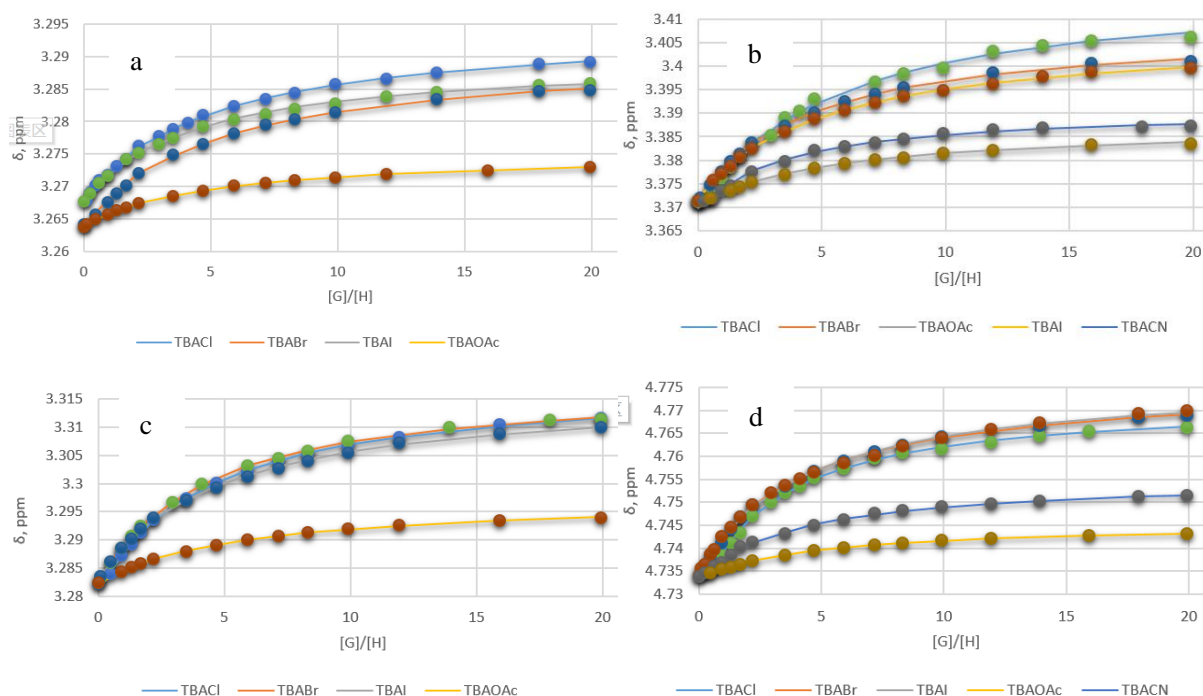 3.295
3.29
3.285
3.28
3.275
3.27
3.265
3.26
δ, ppm
a
0 5 10 15 20
[G]/[H]
TBACl TBABr TBAI TBAOAc
3.41
3.405
3.4
3.395
3.39
3.385
3.38
3.375
3.37
3.365
δ, ppm
b
0 5 10 15 20
[G]/[H]
TBACl TBABr TBAOAc TBAI TBACN
3.315
3.31
3.305
3.3
3.295
3.29
3.285
3.28
δ, ppm
c
0 5 10 15 20
[G]/[H]
TBACl TBABr TBAI TBAOAc
4.775
4.77
4.765
4.76
4.755
4.75
4.745
4.74
4.735
4.73
δ, ppm
d
0 5 10 15 20
[G]/[H]
TBACl TBABr TBAI TBAOAc TBACN